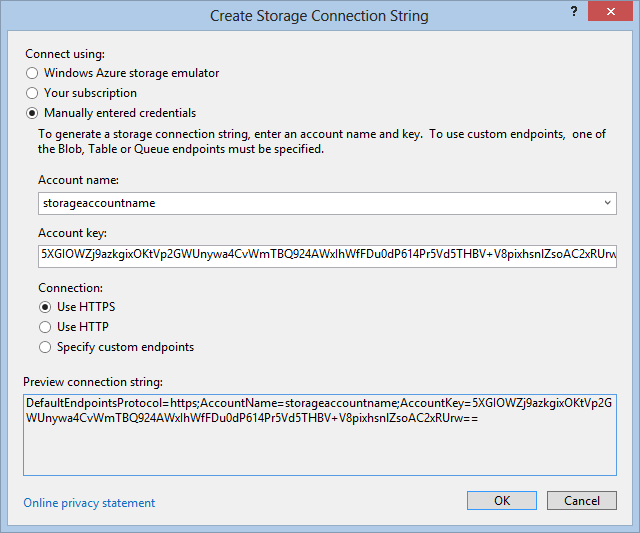 Create Storage Connection String
?
Connect using:
Windows Azure storage emulator
Your subscription
Manually entered credentials
To generate a storage connection string, enter an account name and key. To use custom endpoints, one of
the Blob, Table or Queue endpoints must be specified.
Account name:
storageaccountname
Account key:
5XGIOWZj9azkgixOKtVp2GWUnywa4CvWmTBQ924AWxIhWfFDu0dP614Pr5Vd5THBV+V8pixhsnIZsoAC2xRUrw
Connection:
Use HTTPS
Use HTTP
Specify custom endpoints
Preview connection string:
DefaultEndpointsProtocol=https;AccountName=storageaccountname;AccountKey=5XGIOWZj9azkgixOKtVp2G
WUnywa4CvWmTBQ924AWxIhWfFDu0dP614Pr5Vd5THBV+V8pixhsnIZsoAC2xRUrw==
Online privacy statement
OK
Cancel